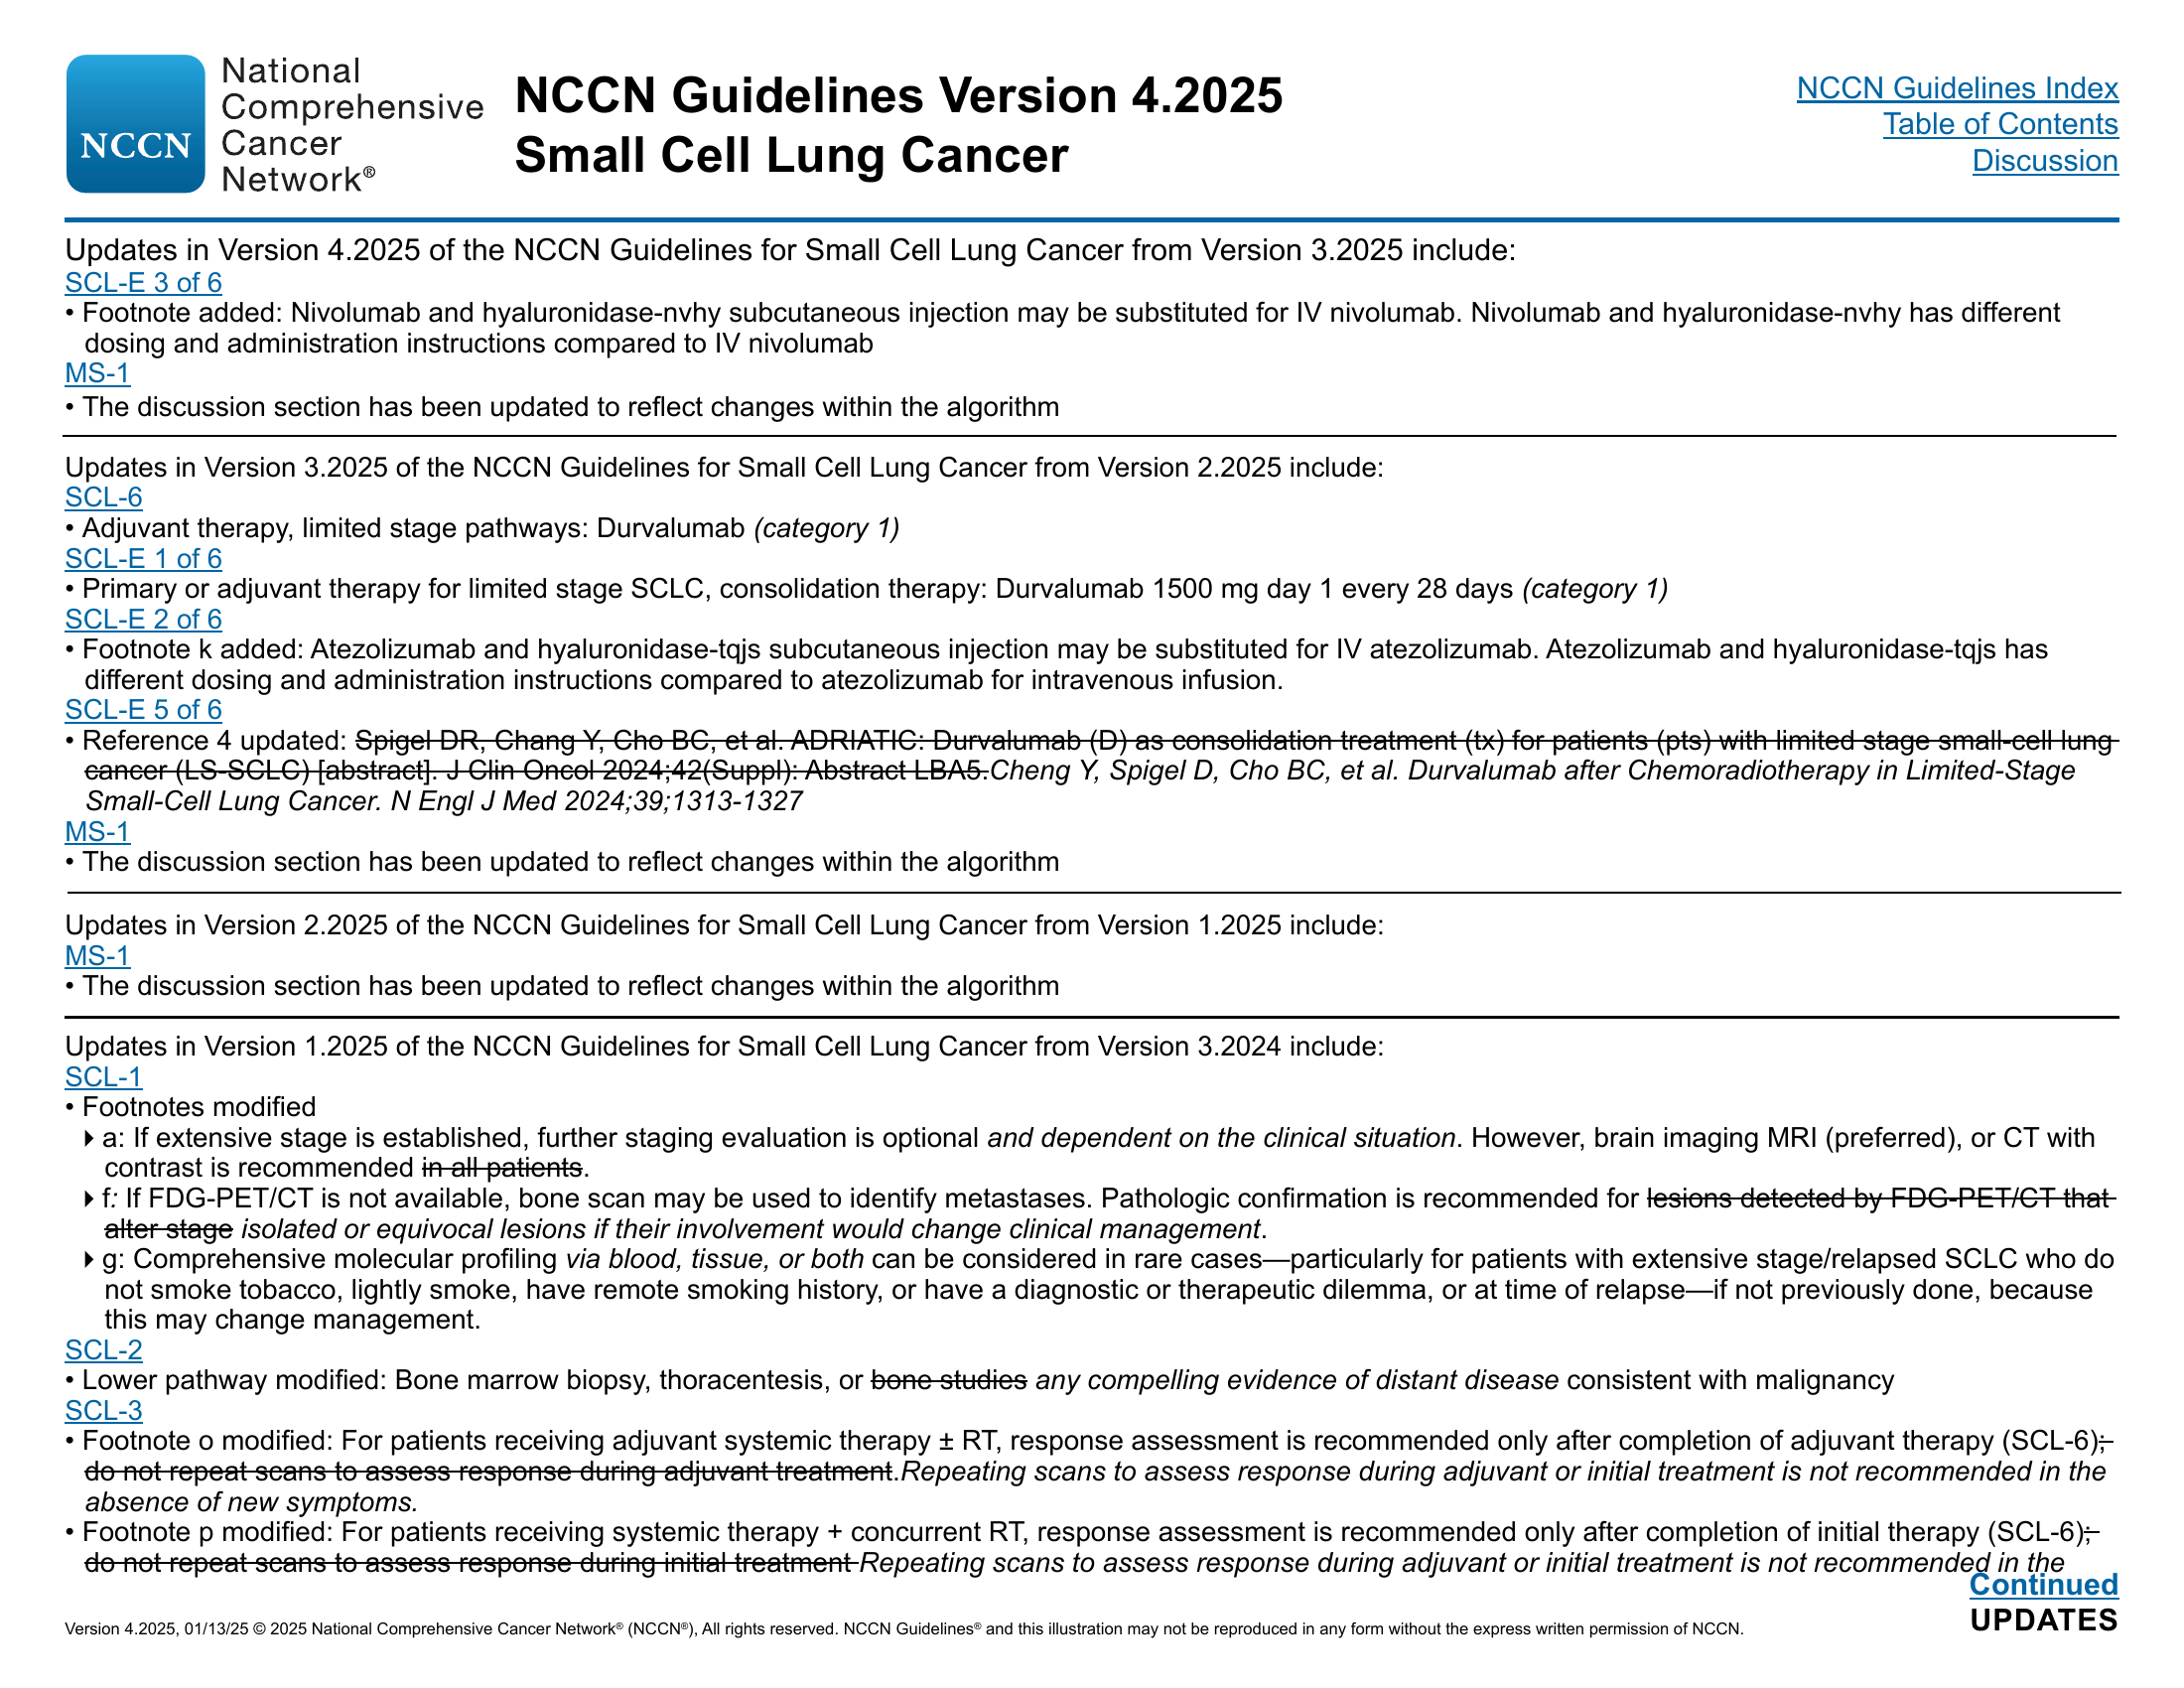 NCCN
National
Comprehensive
Cancer
Network®
NCCN Guidelines Version 4.2025
Small Cell Lung Cancer
NCCN Guidelines Index
Table of Contents
Discussion
Updates in Version 4.2025 of the NCCN Guidelines for Small Cell Lung Cancer from Version 3.2025 include:
SCL-E 3 of 6
• Footnote added: Nivolumab and hyaluronidase-nvhy subcutaneous injection may be substituted for IV nivolumab. Nivolumab and hyaluronidase-nvhy has different
dosing and administration instructions compared to IV nivolumab
MS-1
• The discussion section has been updated to reflect changes within the algorithm
Updates in Version 3.2025 of the NCCN Guidelines for Small Cell Lung Cancer from Version 2.2025 include:
SCL-6
• Adjuvant therapy, limited stage pathways: Durvalumab (category 1)
SCL-E 1 of 6
• Primary or adjuvant therapy for limited stage SCLC, consolidation therapy: Durvalumab 1500 mg day 1 every 28 days (category 1)
SCL-E 2 of 6
• Footnote k added: Atezolizumab and hyaluronidase-tqjs subcutaneous injection may be substituted for IV atezolizumab. Atezolizumab and hyaluronidase-tqjs has
different dosing and administration instructions compared to atezolizumab for intravenous infusion.
SCL-E 5 of 6
• Reference 4 updated: Spigel DR, Chang Y, Cho BC, et al. ADRIATIC: Durvalumab (D) as consolidation treatment (tx) for patients (pts) with limited stage small-cell lung
cancer (LS-SCLC) [abstract]. J Clin Oncol 2024;42(Suppl): Abstract LBA5.Cheng Y, Spigel D, Cho BC, et al. Durvalumab after Chemoradiotherapy in Limited-Stage
Small-Cell Lung Cancer. N Engl J Med 2024;39;1313-1327
MS-1
• The discussion section has been updated to reflect changes within the algorithm
Updates in Version 2.2025 of the NCCN Guidelines for Small Cell Lung Cancer from Version 1.2025 include:
MS-1
• The discussion section has been updated to reflect changes within the algorithm
Updates in Version 1.2025 of the NCCN Guidelines for Small Cell Lung Cancer from Version 3.2024 include:
SCL-1
• Footnotes modified
a: If extensive stage is established, further staging evaluation is optional and dependent on the clinical situation. However, brain imaging MRI (preferred), or CT with
contrast is recommended in all patients.
f: If FDG-PET/CT is not available, bone scan may be used to identify metastases. Pathologic confirmation is recommended for lesions detected by FDG-PET/CT that
alter stage isolated or equivocal lesions if their involvement would change clinical management.
g: Comprehensive molecular profiling via blood, tissue, or both can be considered in rare cases—particularly for patients with extensive stage/relapsed SCLC who do
not smoke tobacco, lightly smoke, have remote smoking history, or have a diagnostic or therapeutic dilemma, or at time of relapse—if not previously done, because
this may change management.
SCL-2
• Lower pathway modified: Bone marrow biopsy, thoracentesis, or bone studies any compelling evidence of distant disease consistent with malignancy
SCL-3
• Footnote o modified: For patients receiving adjuvant systemic therapy ± RT, response assessment is recommended only after completion of adjuvant therapy (SCL-6);
do not repeat scans to assess response during adjuvant treatment.Repeating scans to assess response during adjuvant or initial treatment is not recommended in the
absence of new symptoms.
• Footnote p modified: For patients receiving systemic therapy + concurrent RT, response assessment is recommended only after completion of initial therapy (SCL-6);
do not repeat scans to assess response during initial treatment Repeating scans to assess response during adjuvant or initial treatment is not recommended in the
Continued
UPDATES
Version 4.2025, 01/13/25 © 2025 National Comprehensive Cancer Network® (NCCN®), All rights reserved. NCCN Guidelines® and this illustration may not be reproduced in any form without the express written permission of NCCN.